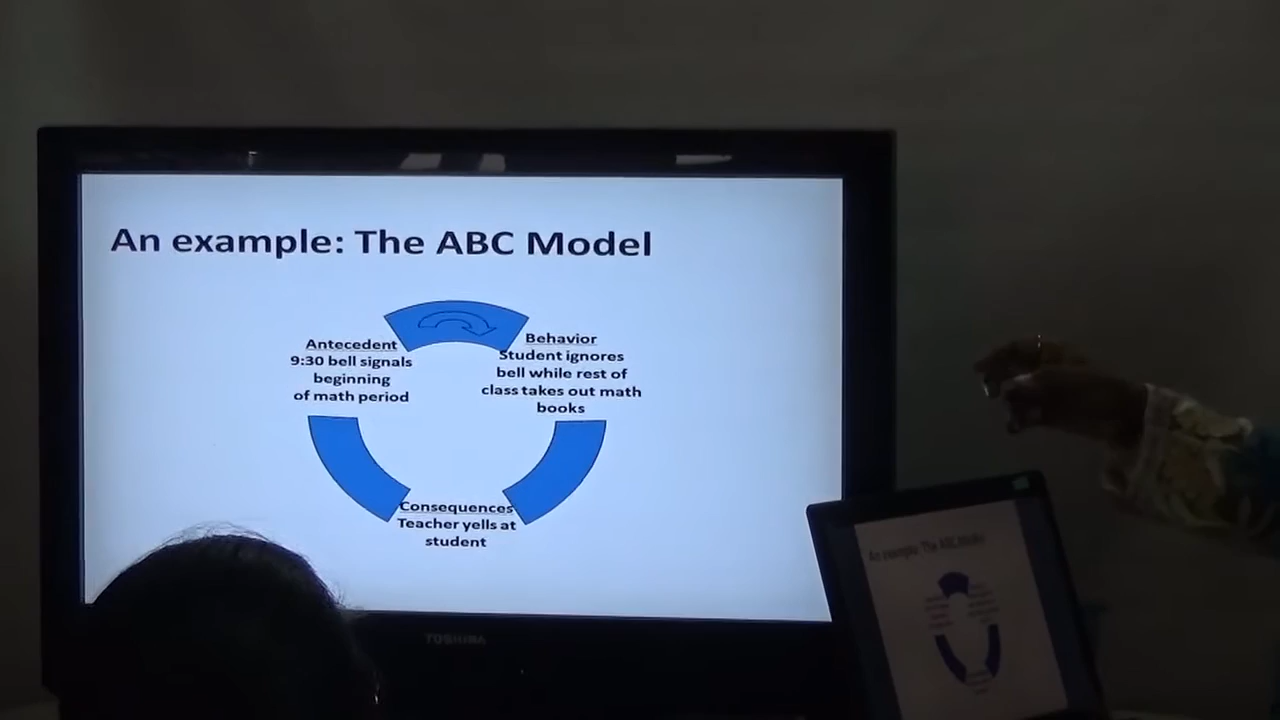 An example: The ABC Model
Antecedent
9:30 bell signals
beginning
of math period
Behavior
Student ignores
bell while rest of
class takes out math
books
Consequences
Teacher yells at
student
TOSHIBA
An example: The ABC Model